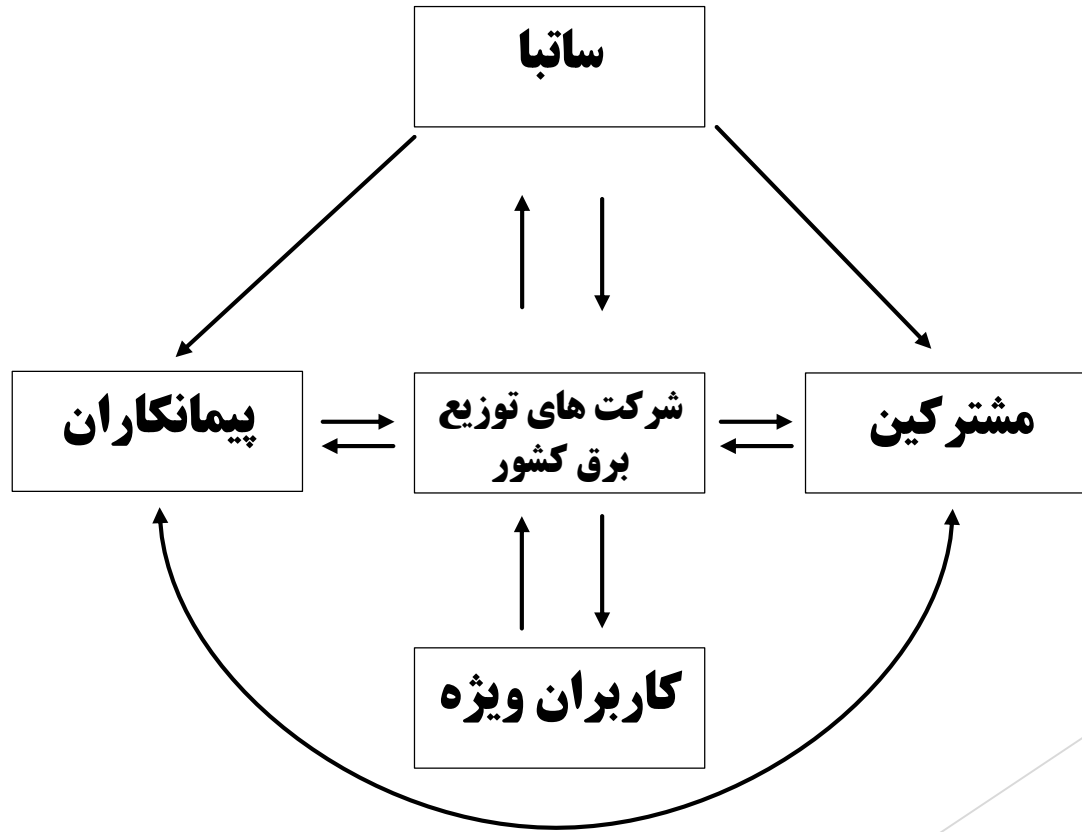 ساتبا
مشترکین
شرکت های توزیع
برق کشور
پیمانکاران
کاربران ویژه